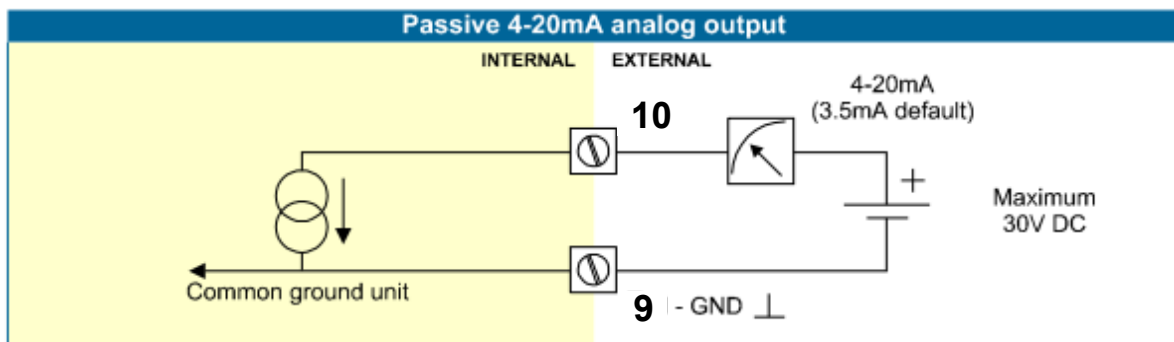 Passive 4-20mA analog output
INTERNAL EXTERNAL
4-20mA
(3.5mA default)
10
+
Maximum
30V DC
Common ground unit
9 - GND ⊥